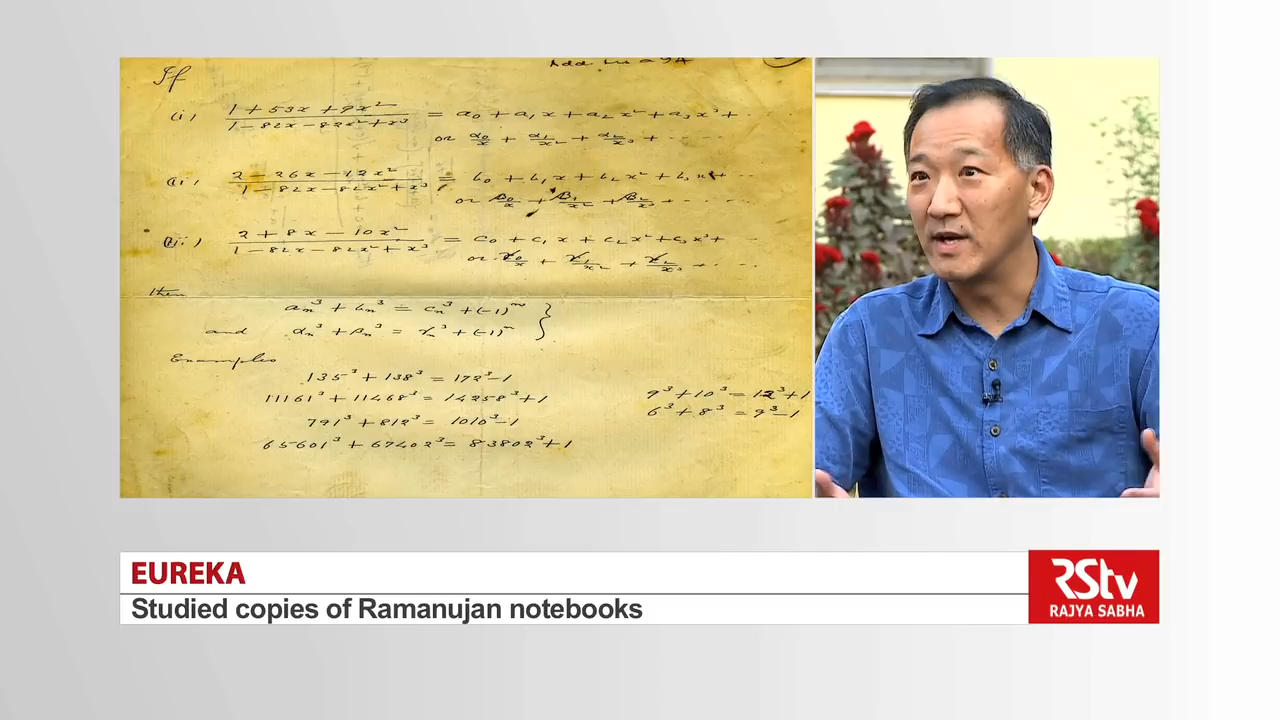 If
(i) (1 + 53x + 9x²)/(1 - 82x - 82x² + x³) = a₀ + a₁x + a₂x² + a₃x³ + ....
or α₀/x + α₁/x² + α₂/x³ + .....
(ii) (2 - 26x - 12x²)/(1 - 82x - 82x² + x³) = b₀ + b₁x + b₂x² + b₃x³ + ....
or β₀/x + β₁/x² + β₂/x³ + .....
(iii) (2 + 8x - 10x²)/(1 - 82x - 82x² + x³) = c₀ + c₁x + c₂x² + c₃x³ + ....
or γ₀/x + γ₁/x² + γ₂/x³ + .....
then
aₙ³ + bₙ³ = cₙ³ + (-1)ⁿ }
and αₙ³ + βₙ³ = γₙ³ + (-1)ⁿ
Examples
135³ + 138³ = 172³ - 1
11161³ + 11468³ = 14258³ + 1
791³ + 812³ = 1010³ - 1
65601³ + 67402³ = 83802³ + 1
9³ + 10³ = 12³ + 1
6³ + 8³ = 9³ - 1
EUREKA
Studied copies of Ramanujan notebooks
RStv
RAJYA SABHA